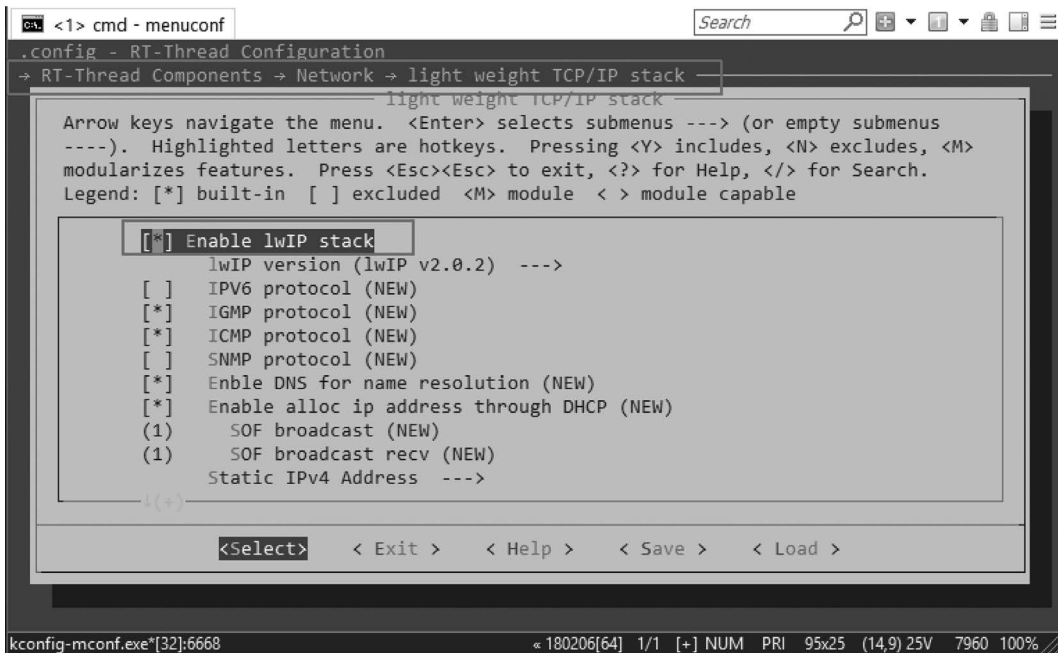 <1> cmd - menuconf
Search
.config - RT-Thread Configuration
→ RT-Thread Components → Network → light weight TCP/IP stack
light weight TCP/IP stack
Arrow keys navigate the menu. <Enter> selects submenus ---> (or empty submenus
----). Highlighted letters are hotkeys. Pressing <Y> includes, <N> excludes, <M>
modularizes features. Press <Esc><Esc> to exit, <?> for Help, </> for Search.
Legend: [*] built-in [ ] excluded <M> module < > module capable
[*] Enable lwIP stack
lwIP version (lwIP v2.0.2) --->
[ ] IPV6 protocol (NEW)
[*] IGMP protocol (NEW)
[*] ICMP protocol (NEW)
[ ] SNMP protocol (NEW)
[*] Enble DNS for name resolution (NEW)
[*] Enable alloc ip address through DHCP (NEW)
(1) SOF broadcast (NEW)
(1) SOF broadcast recv (NEW)
Static IPv4 Address --->
↓(+)
<Select> < Exit > < Help > < Save > < Load >
kconfig-mconf.exe*[32]:6668 « 180206[64] 1/1 [+] NUM PRI 95x25 (14,9) 25V 7960 100%